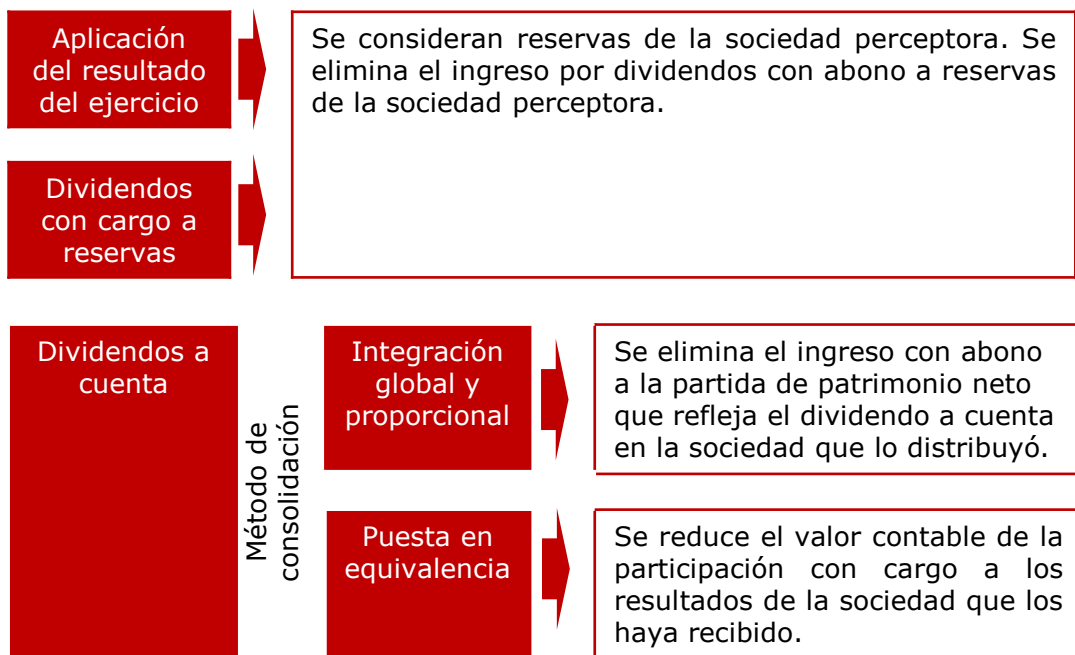 Aplicación
del resultado
del ejercicio
Se consideran reservas de la sociedad perceptora. Se
elimina el ingreso por dividendos con abono a reservas
de la sociedad perceptora.
Dividendos
con cargo a
reservas
Dividendos a
cuenta
Método de
consolidación
Integración
global y
proporcional
Se elimina el ingreso con abono
a la partida de patrimonio neto
que refleja el dividendo a cuenta
en la sociedad que lo distribuyó.
Puesta en
equivalencia
Se reduce el valor contable de la
participación con cargo a los
resultados de la sociedad que los
haya recibido.